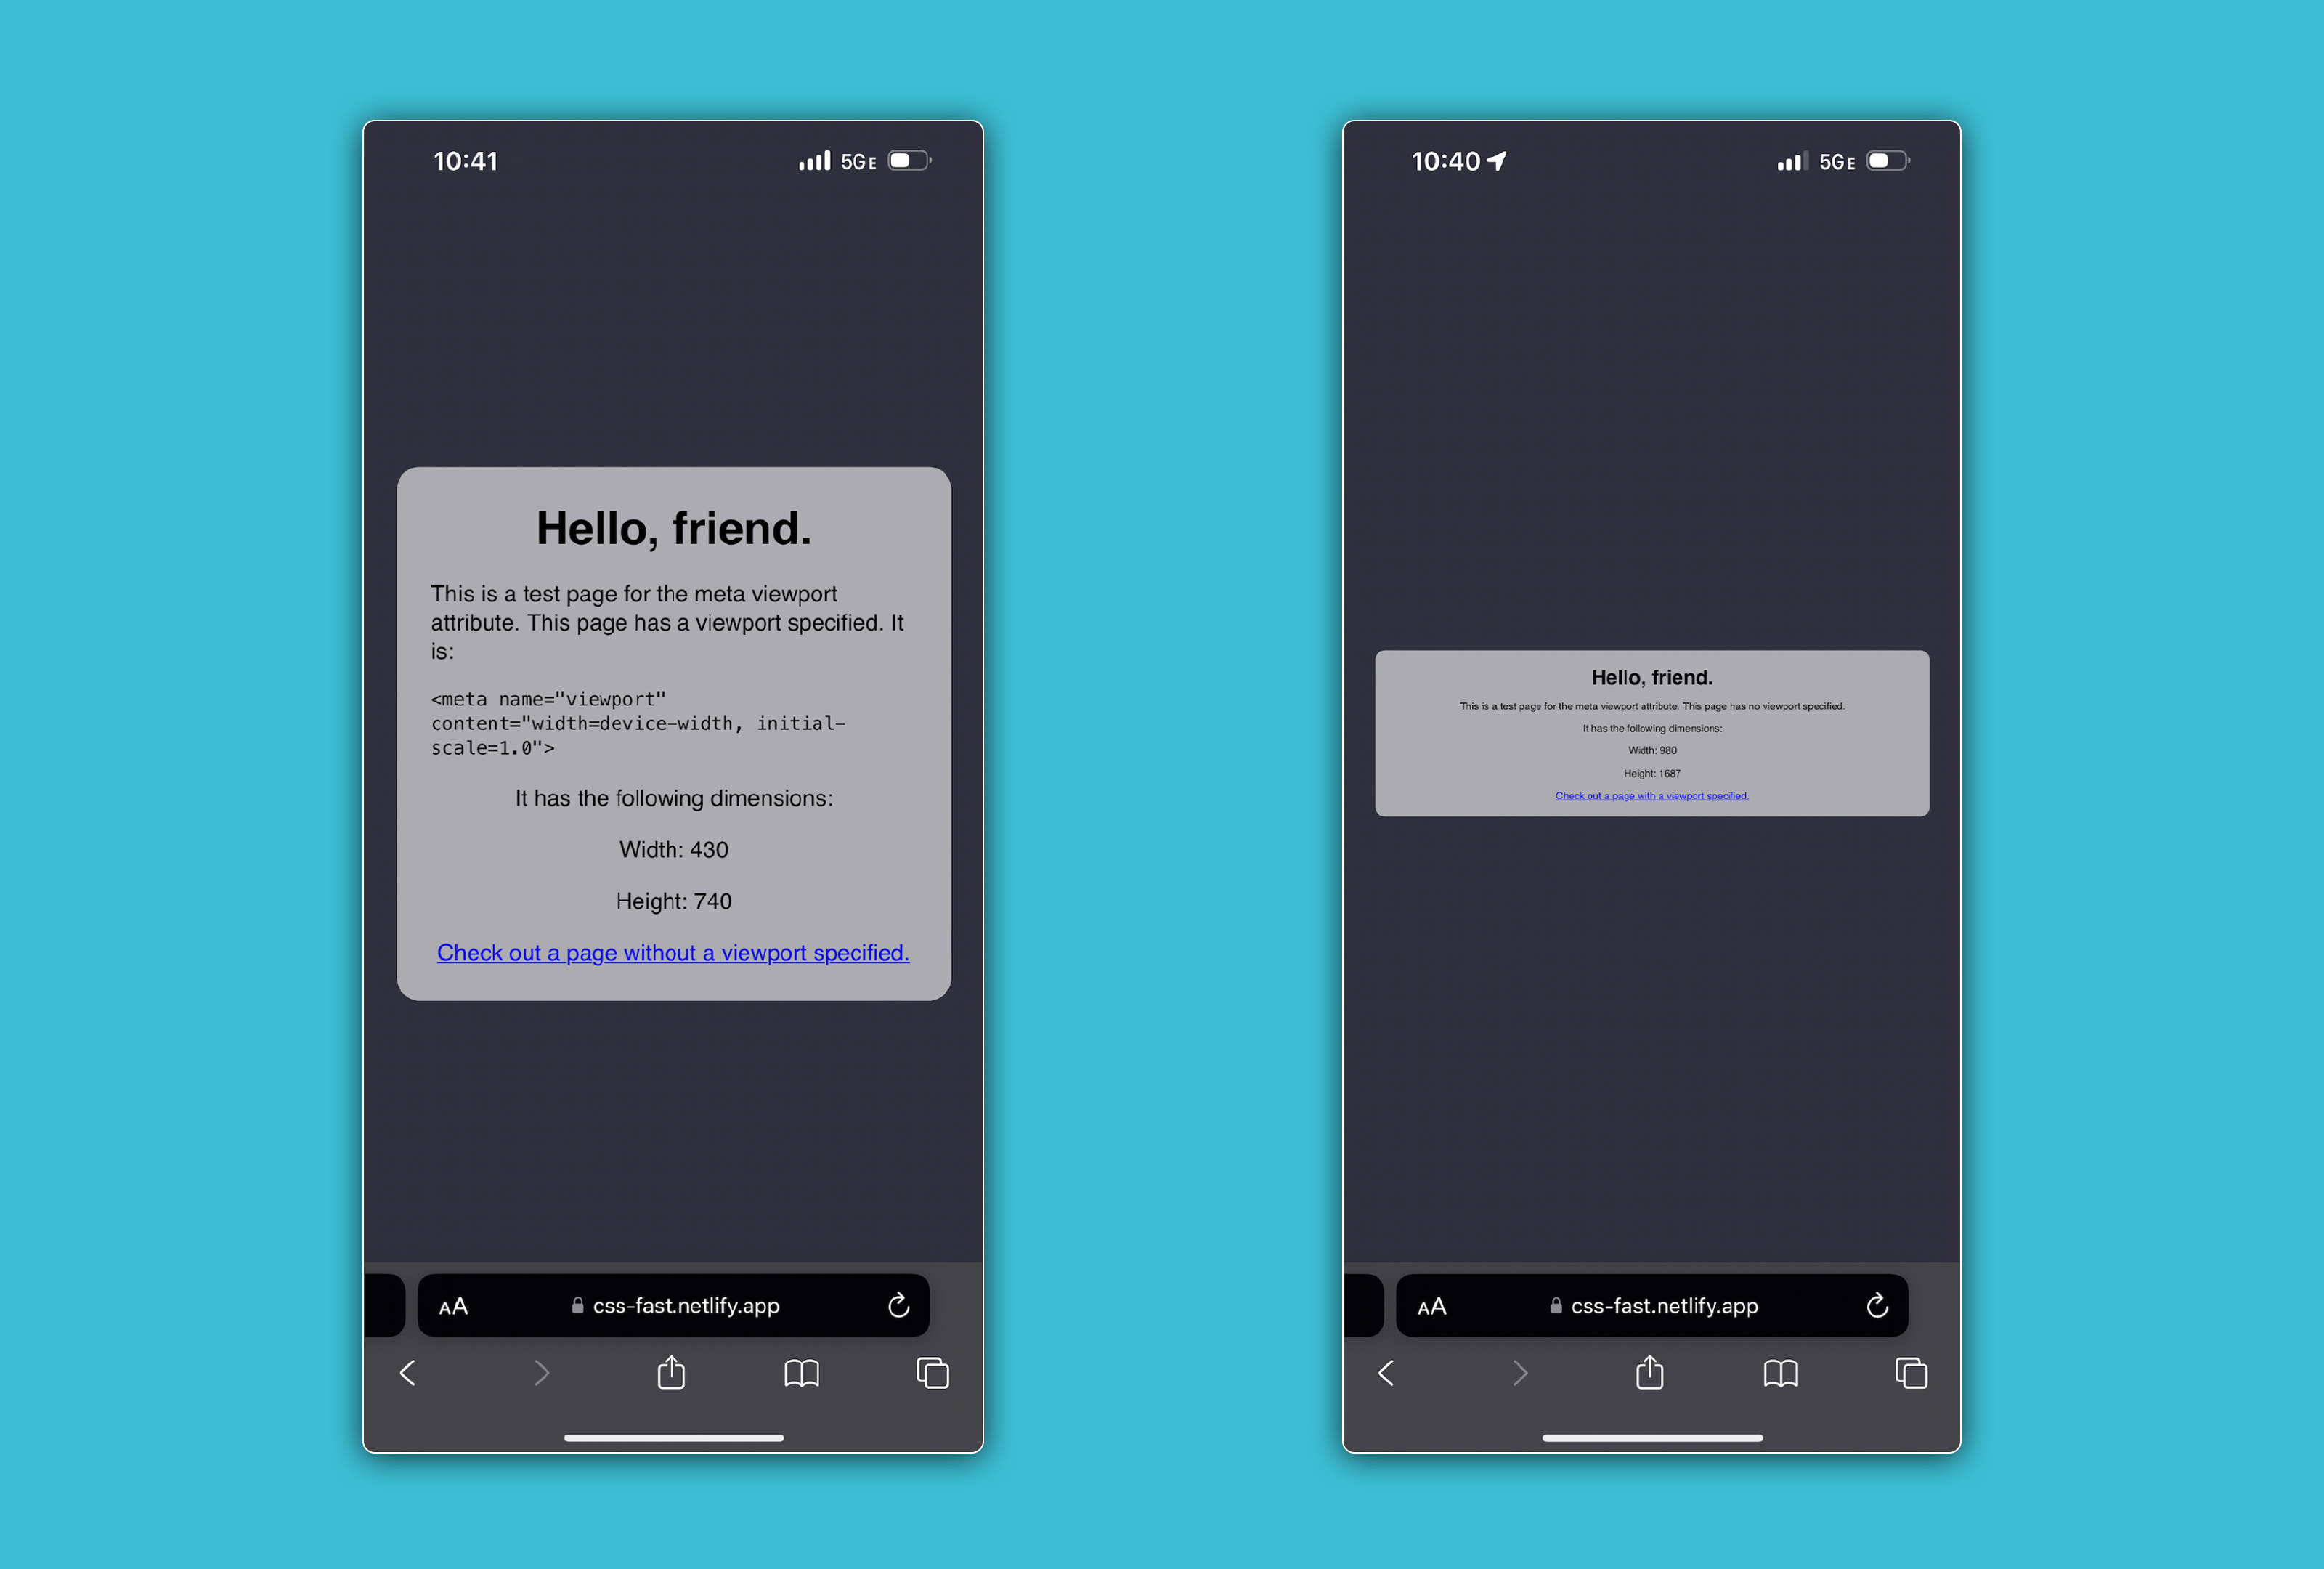 10:41
5GE
Hello, friend.
This is a test page for the meta viewport
attribute. This page has a viewport specified. It
is:
<meta name="viewport"
content="width=device-width, initial-
scale=1.0">
It has the following dimensions:
Width: 430
Height: 740
Check out a page without a viewport specified.
AA
css-fast.netlify.app
10:40
5GE
Hello, friend.
This is a test page for the meta viewport attribute. This page has no viewport specified.
It has the following dimensions:
Width: 980
Height: 1687
Check out a page with a viewport specified.
AA
css-fast.netlify.app